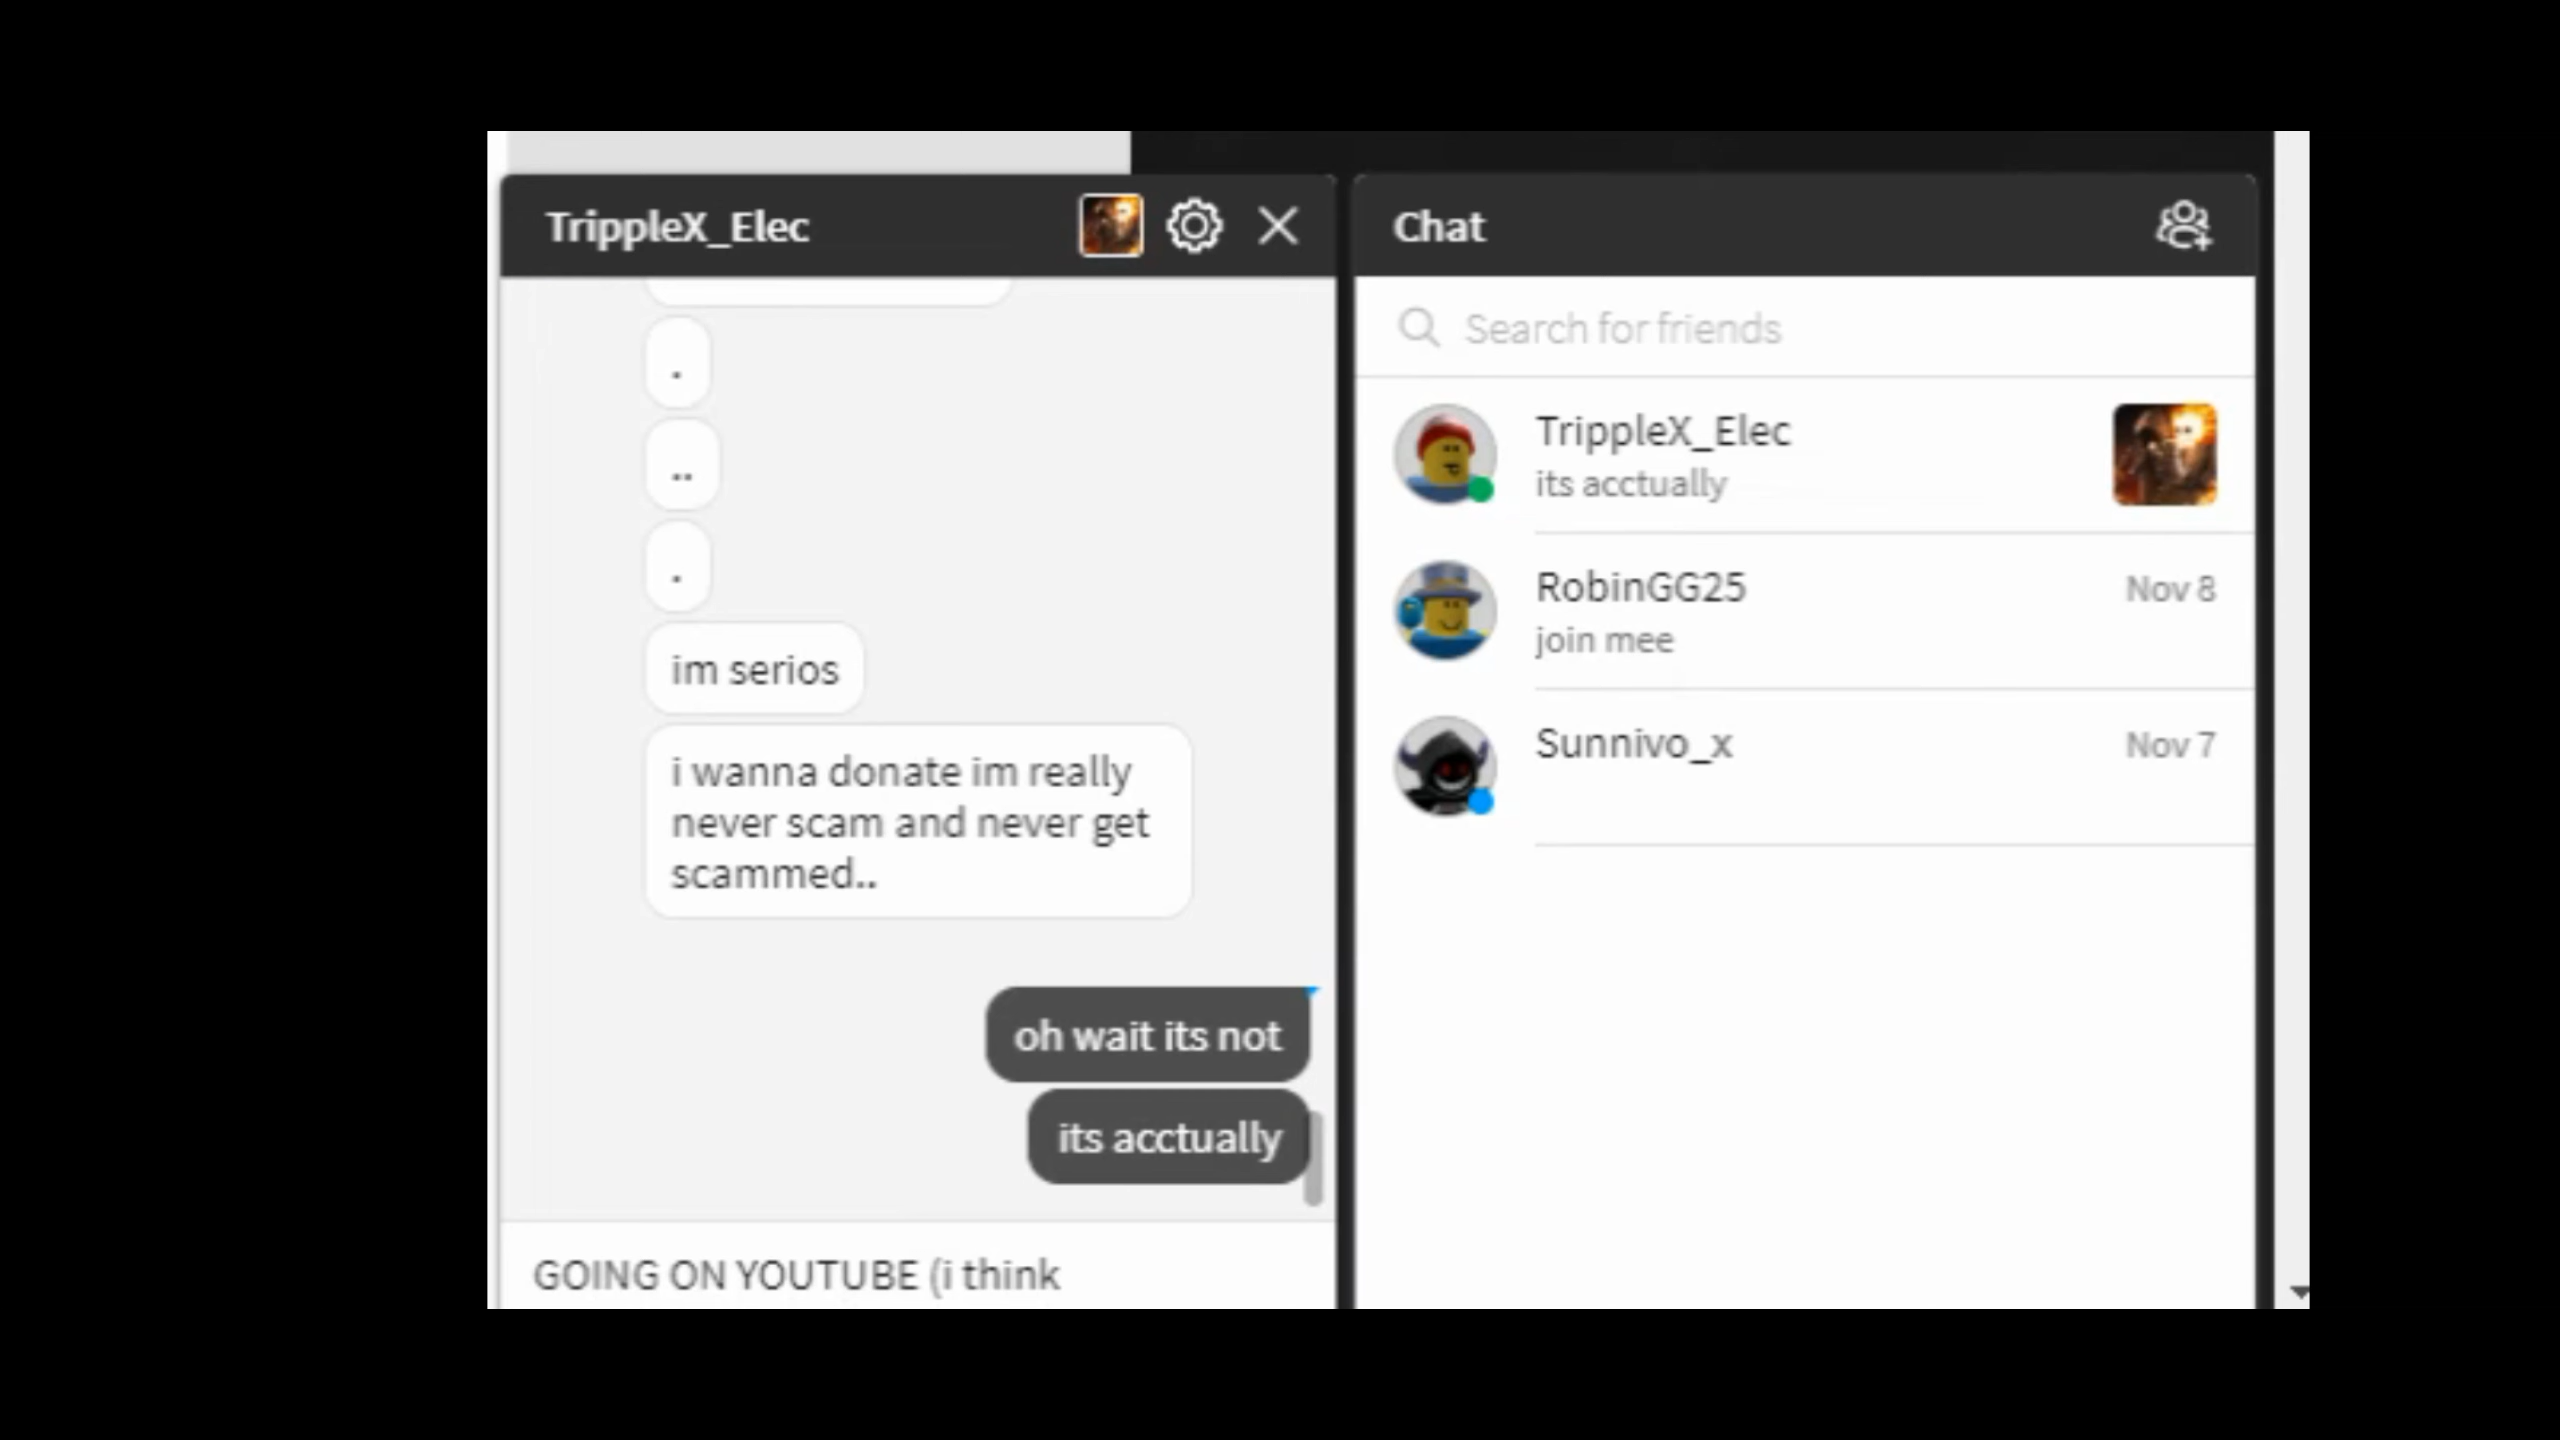 TrippleX_Elec
.
..
.
im serios
i wanna donate im really
never scam and never get
scammed..
oh wait its not
its acctually
GOING ON YOUTUBE (i think
Chat
Search for friends
TrippleX_Elec
its acctually
RobinGG25
Nov 8
join mee
Sunnivo_x
Nov 7